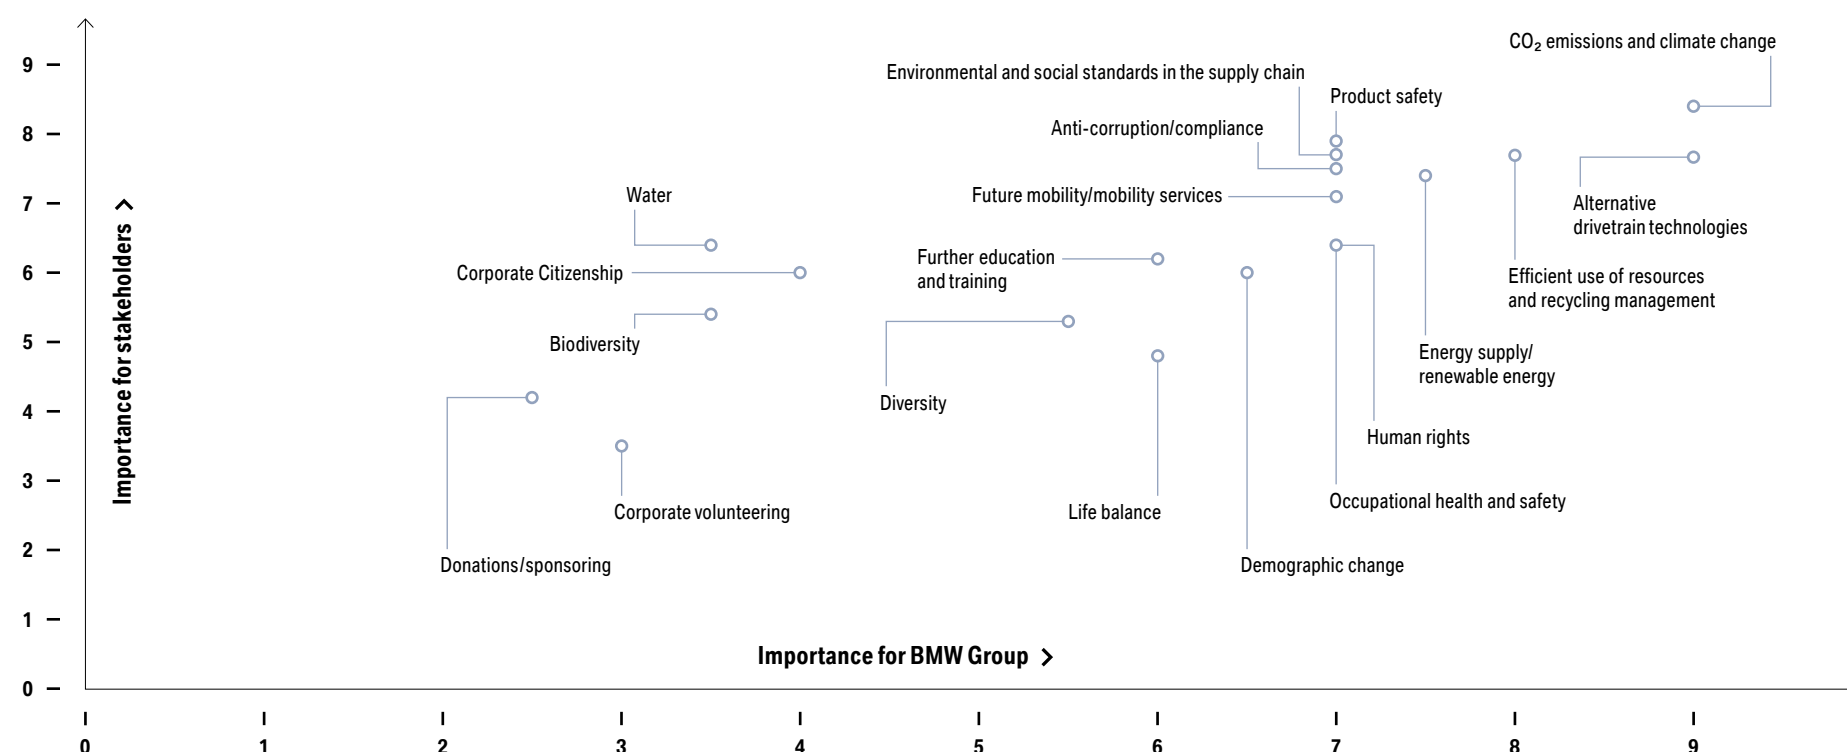 CO₂ emissions and climate change
9
Environmental and social standards in the supply chain
Product safety
Anti-corruption/compliance
8
Water
Future mobility/mobility services
7
Alternative
drivetrain technologies
Importance for stakeholders
Corporate Citizenship
6
Further education
and training
Efficient use of resources
and recycling management
Biodiversity
5
Energy supply/
renewable energy
Diversity
4
Human rights
3
Corporate volunteering
Life balance
Occupational health and safety
2
Donations/sponsoring
Demographic change
1
Importance for BMW Group
0
0 1 2 3 4 5 6 7 8 9